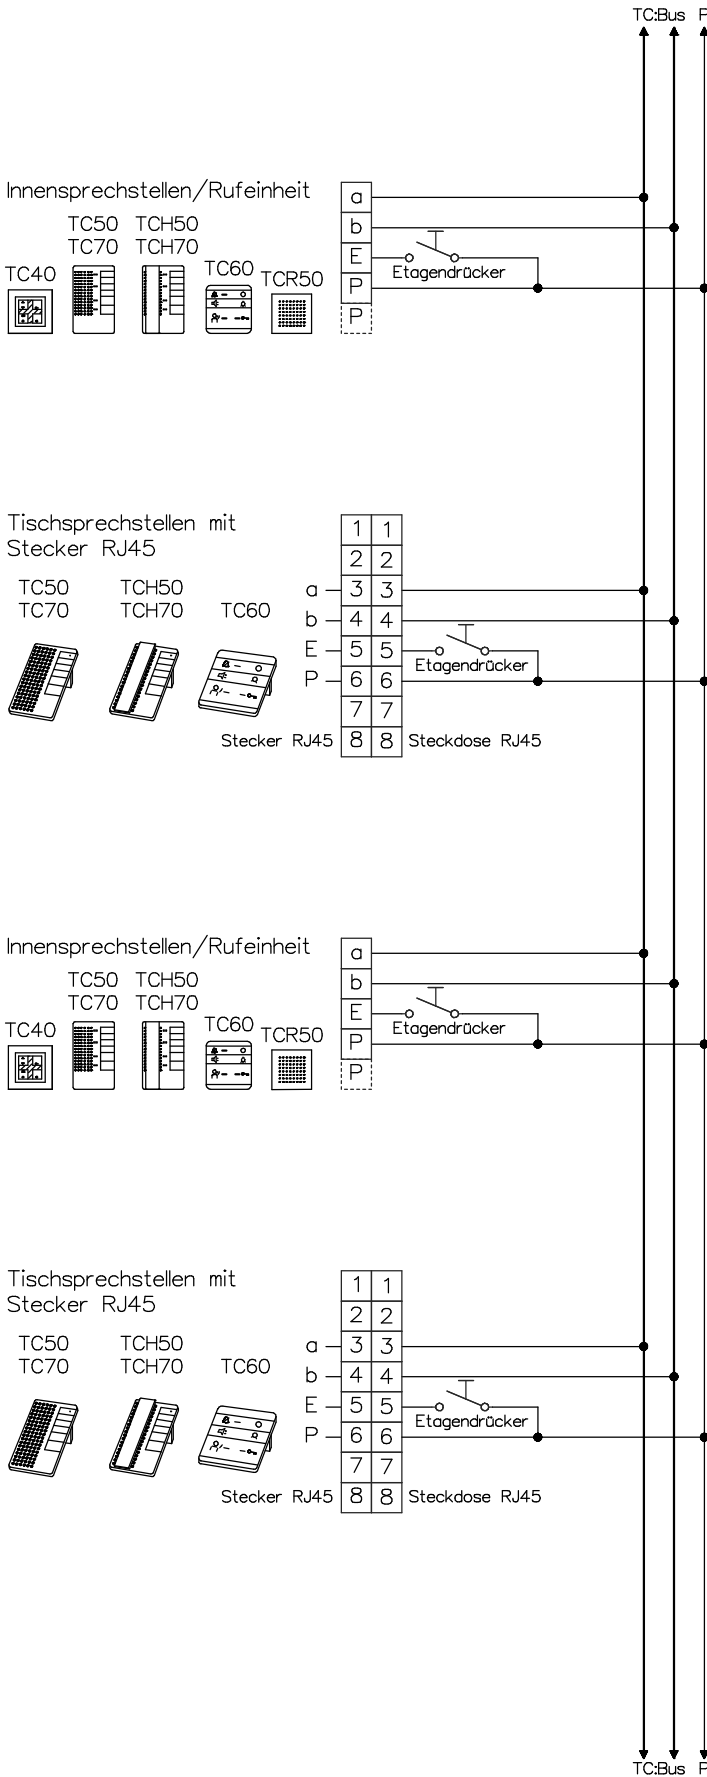 TC:Bus P
Innensprechstellen/Rufeinheit
a
TC50 TCH50
b
TC70 TCH70
E
TC40
TC60
TCR50
Etagendrücker
P
P
Tischsprechstellen mit
1 1
Stecker RJ45
2 2
TC50 TCH50
a 3 3
TC70 TCH70 TC60
b 4 4
E 5 5
Etagendrücker
P 6 6
7 7
Stecker RJ45 8 8 Steckdose RJ45
Innensprechstellen/Rufeinheit
a
TC50 TCH50
b
TC70 TCH70
E
TC40
TC60
TCR50
Etagendrücker
P
P
Tischsprechstellen mit
1 1
Stecker RJ45
2 2
TC50 TCH50
a 3 3
TC70 TCH70 TC60
b 4 4
E 5 5
Etagendrücker
P 6 6
7 7
Stecker RJ45 8 8 Steckdose RJ45
TC:Bus P